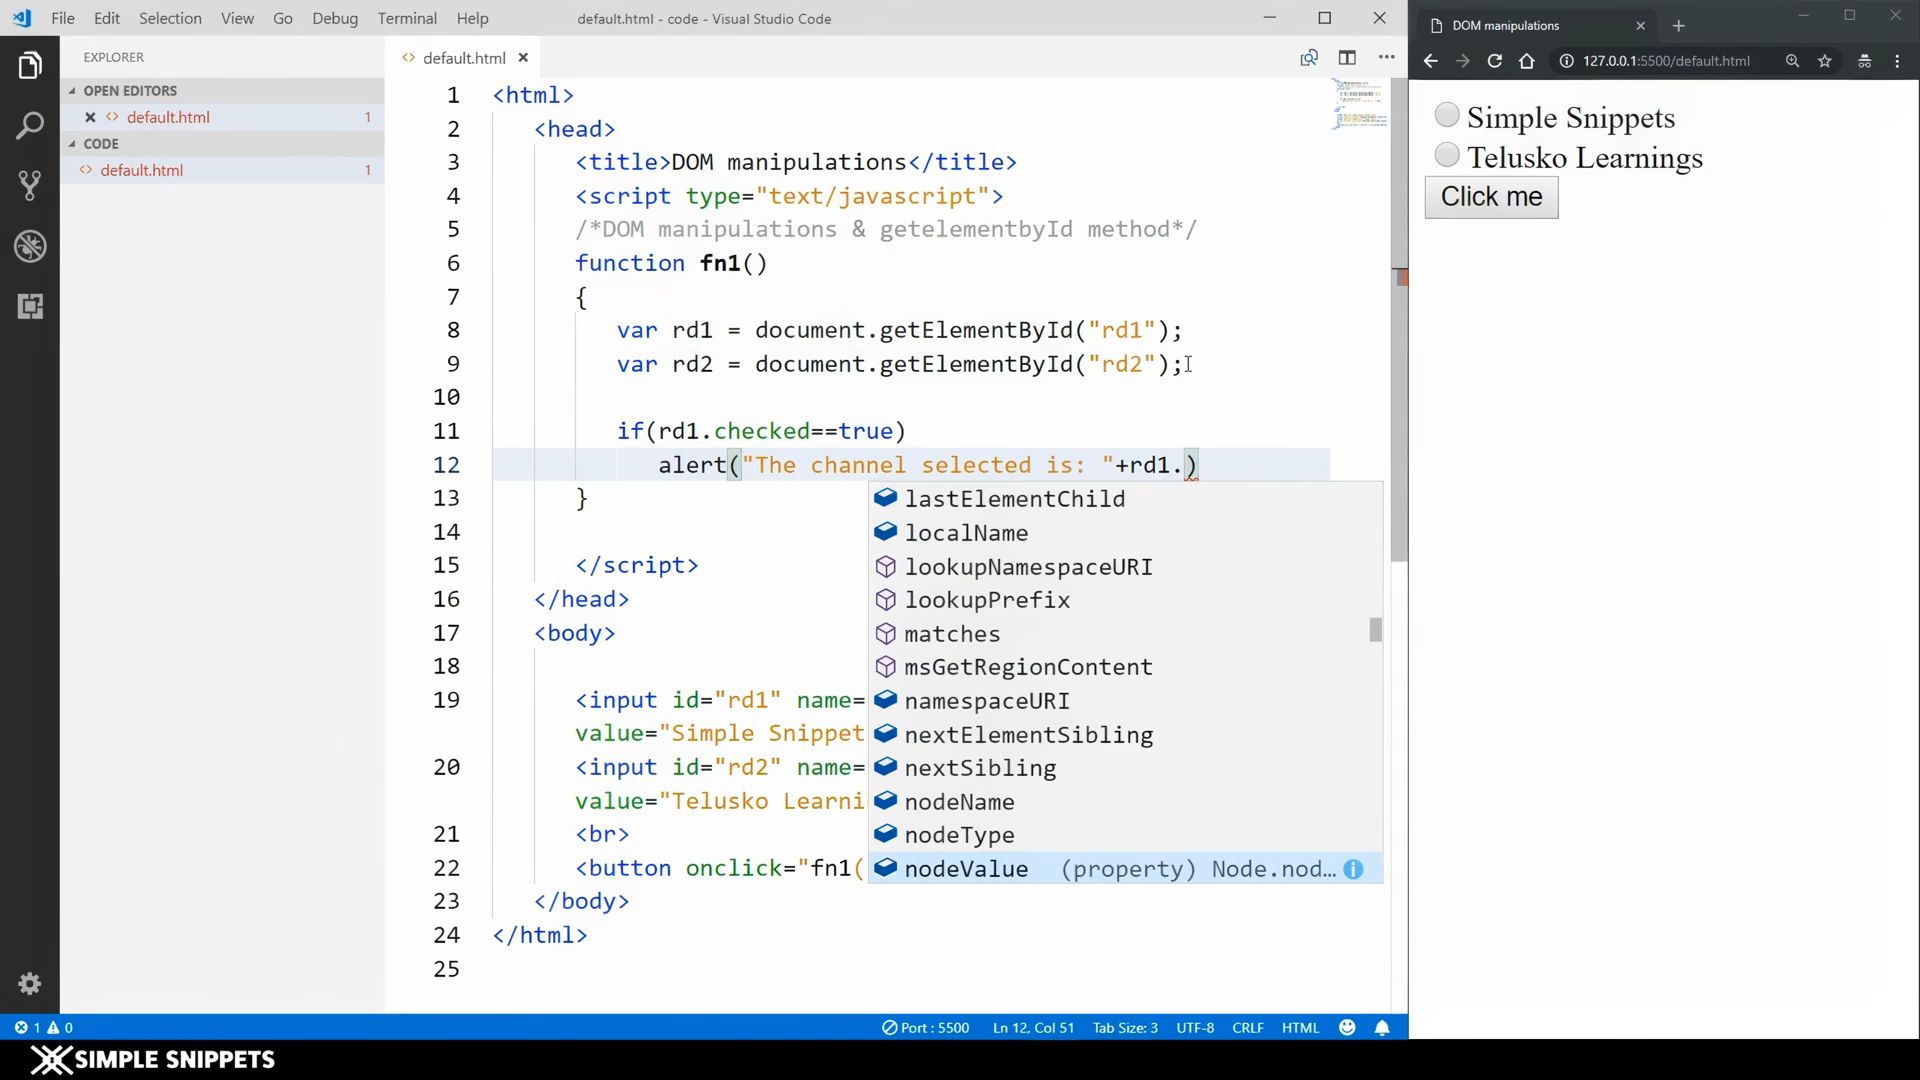 File Edit Selection View Go Debug Terminal Help default.html - code - Visual Studio Code
EXPLORER
OPEN EDITORS
default.html 1
CODE
default.html 1
default.html
1 <html>
2 <head>
3 <title>DOM manipulations</title>
4 <script type="text/javascript">
5 /*DOM manipulations & getelementbyId method*/
6 function fn1()
7 {
8 var rd1 = document.getElementById("rd1");
9 var rd2 = document.getElementById("rd2");
10
11 if(rd1.checked==true)
12 alert("The channel selected is: "+rd1.)
13 }
14
15 </script>
16 </head>
17 <body>
18
19 <input id="rd1" name=
value="Simple Snippet
20 <input id="rd2" name=
value="Telusko Learni
21 <br>
22 <button onclick="fn1(
23 </body>
24 </html>
25
lastElementChild
localName
lookupNamespaceURI
lookupPrefix
matches
msGetRegionContent
namespaceURI
nextElementSibling
nextSibling
nodeName
nodeType
nodeValue (property) Node.nod…
1 0 Port : 5500 Ln 12, Col 51 Tab Size: 3 UTF-8 CRLF HTML
DOM manipulations
127.0.0.1:5500/default.html
Simple Snippets
Telusko Learnings
Click me
SIMPLE SNIPPETS